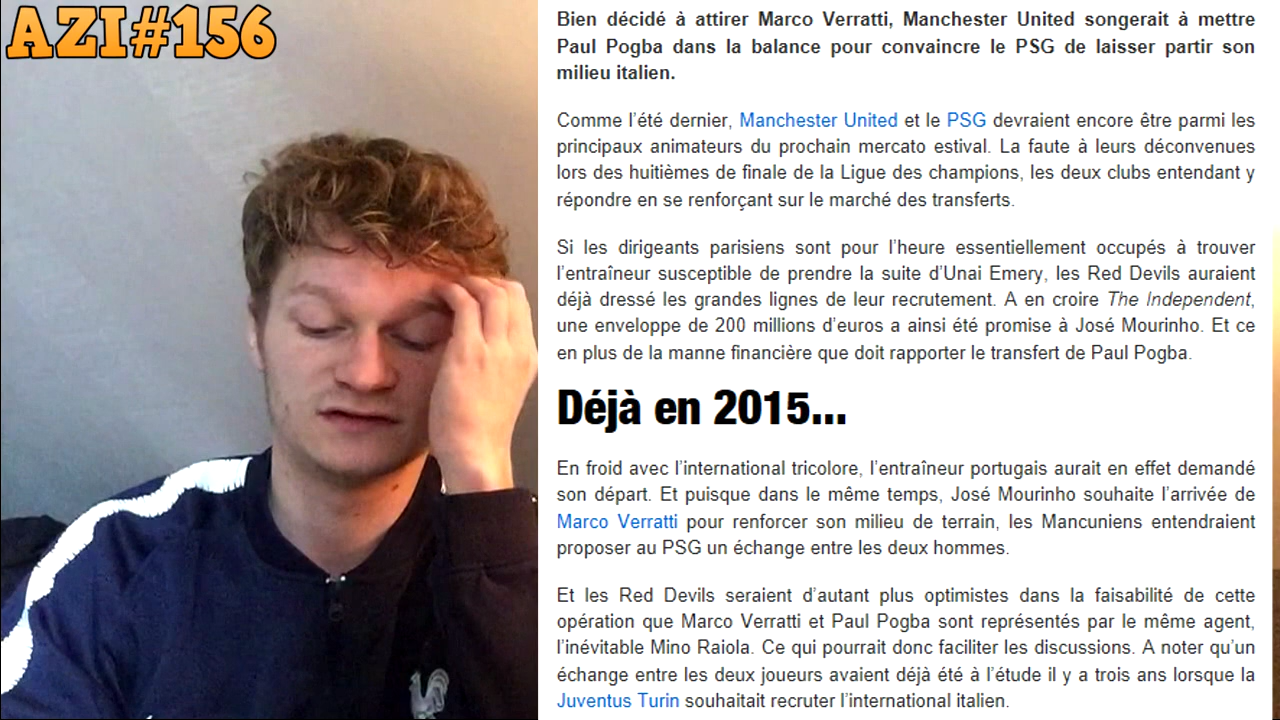 AZI#156
Bien décidé à attirer Marco Verratti, Manchester United songerait à mettre
Paul Pogba dans la balance pour convaincre le PSG de laisser partir son
milieu italien.
Comme l’été dernier, Manchester United et le PSG devraient encore être parmi les
principaux animateurs du prochain mercato estival. La faute à leurs déconvenues
lors des huitièmes de finale de la Ligue des champions, les deux clubs entendant y
répondre en se renforçant sur le marché des transferts.
Si les dirigeants parisiens sont pour l’heure essentiellement occupés à trouver
l’entraîneur susceptible de prendre la suite d’Unai Emery, les Red Devils auraient
déjà dressé les grandes lignes de leur recrutement. A en croire The Independent,
une enveloppe de 200 millions d’euros a ainsi été promise à José Mourinho. Et ce
en plus de la manne financière que doit rapporter le transfert de Paul Pogba.
Déjà en 2015...
En froid avec l’international tricolore, l’entraîneur portugais aurait en effet demandé
son départ. Et puisque dans le même temps, José Mourinho souhaite l’arrivée de
Marco Verratti pour renforcer son milieu de terrain, les Mancuniens entendraient
proposer au PSG un échange entre les deux hommes.
Et les Red Devils seraient d’autant plus optimistes dans la faisabilité de cette
opération que Marco Verratti et Paul Pogba sont représentés par le même agent,
l’inévitable Mino Raiola. Ce qui pourrait donc faciliter les discussions. A noter qu’un
échange entre les deux joueurs avaient déjà été à l’étude il y a trois ans lorsque la
Juventus Turin souhaitait recruter l’international italien.